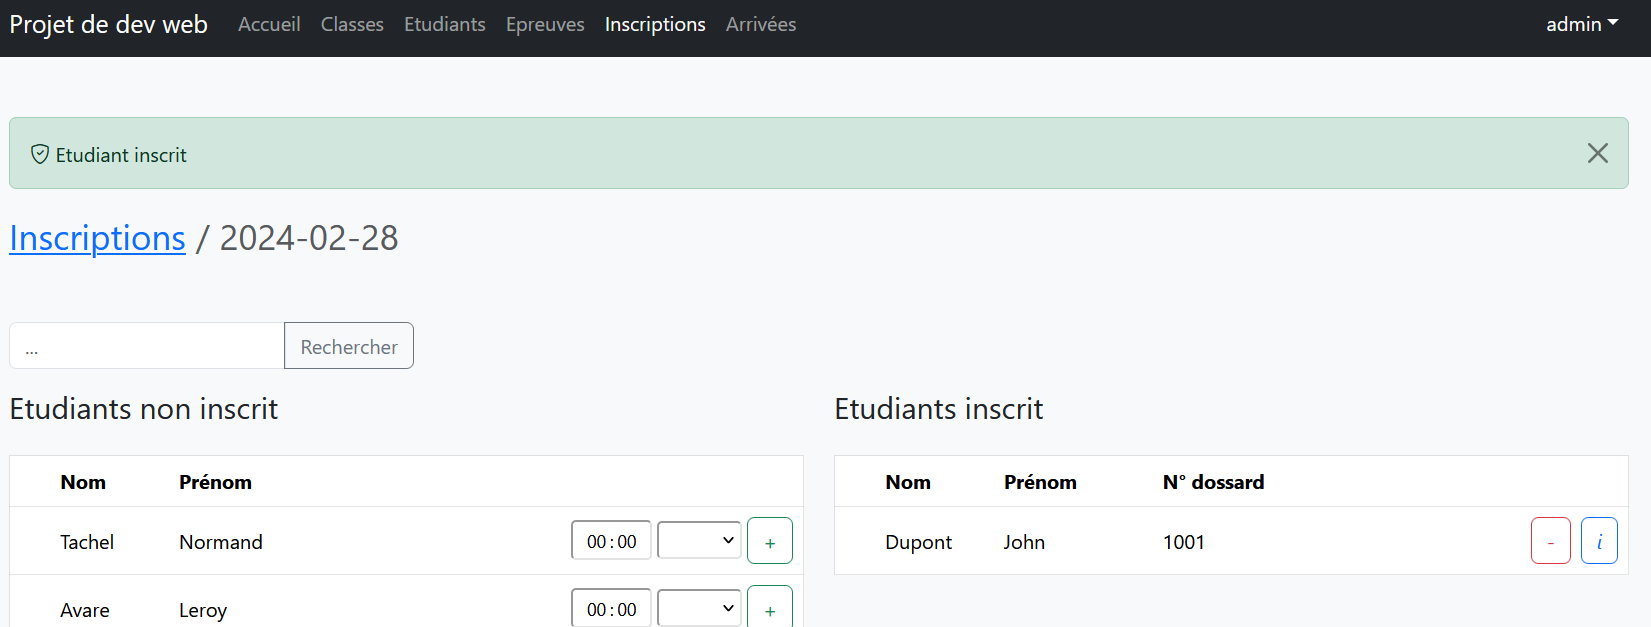 Projet de dev web Accueil Classes Etudiants Epreuves Inscriptions Arrivées admin
Etudiant inscrit
Inscriptions / 2024-02-28
... Rechercher
Etudiants non inscrit
Nom Prénom
Tachel Normand 00:00 +
Avare Leroy 00:00 +
Etudiants inscrit
Nom Prénom N° dossard
Dupont John 1001 - i